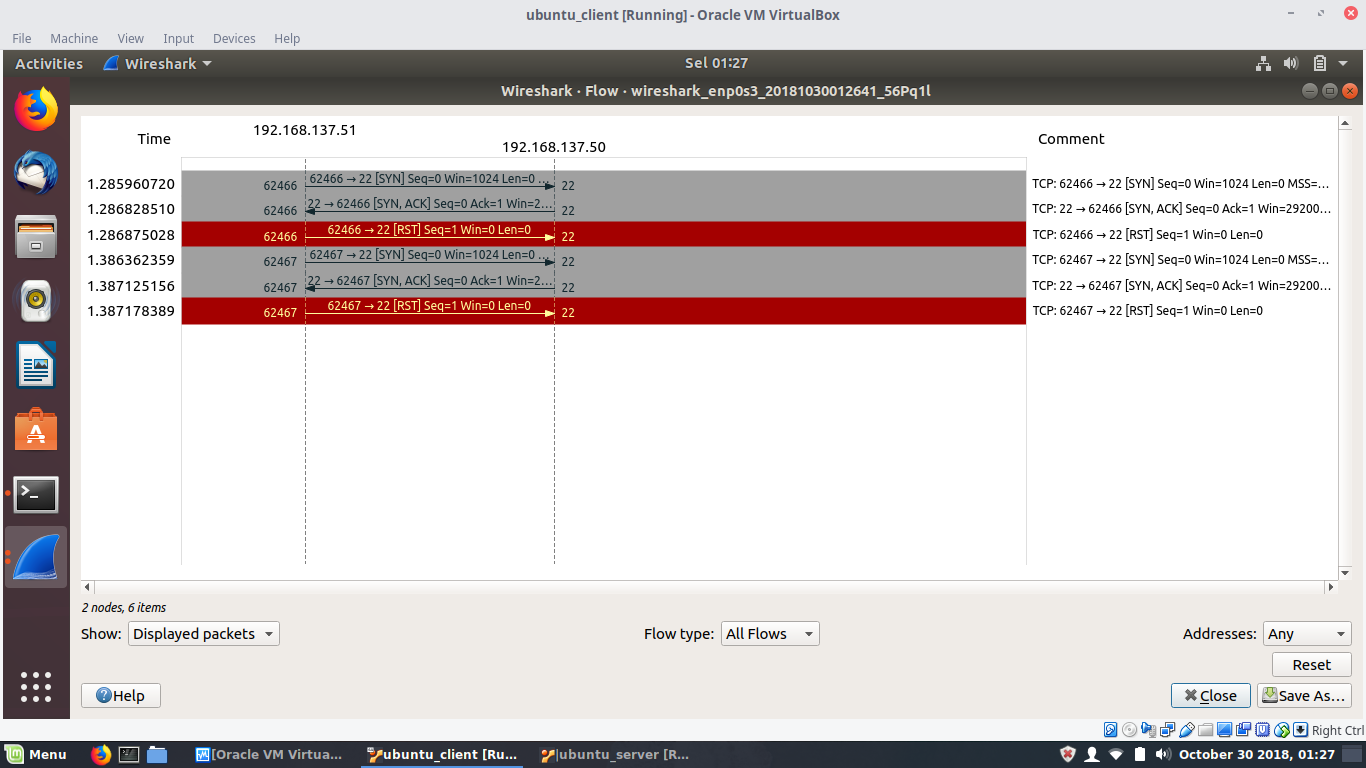 ubuntu_client [Running] - Oracle VM VirtualBox
File Machine View Input Devices Help
Activities Wireshark Sel 01:27
Wireshark · Flow · wireshark_enp0s3_20181030012641_56Pq1l
Time 192.168.137.51 192.168.137.50 Comment
1.285960720 62466 62466 → 22 [SYN] Seq=0 Win=1024 Len=0 ... 22 TCP: 62466 → 22 [SYN] Seq=0 Win=1024 Len=0 MSS=...
1.286828510 62466 22 → 62466 [SYN, ACK] Seq=0 Ack=1 Win=2... 22 TCP: 22 → 62466 [SYN, ACK] Seq=0 Ack=1 Win=29200...
1.286875028 62466 62466 → 22 [RST] Seq=1 Win=0 Len=0 22 TCP: 62466 → 22 [RST] Seq=1 Win=0 Len=0
1.386362359 62467 62467 → 22 [SYN] Seq=0 Win=1024 Len=0 ... 22 TCP: 62467 → 22 [SYN] Seq=0 Win=1024 Len=0 MSS=...
1.387125156 62467 22 → 62467 [SYN, ACK] Seq=0 Ack=1 Win=2... 22 TCP: 22 → 62467 [SYN, ACK] Seq=0 Ack=1 Win=29200...
1.387178389 62467 62467 → 22 [RST] Seq=1 Win=0 Len=0 22 TCP: 62467 → 22 [RST] Seq=1 Win=0 Len=0
2 nodes, 6 items
Show: Displayed packets Flow type: All Flows Addresses: Any
Reset
Help Close Save As...
Right Ctrl
Menu [Oracle VM Virtua... ubuntu_client [Ru... ubuntu_server [R... October 30 2018, 01:27